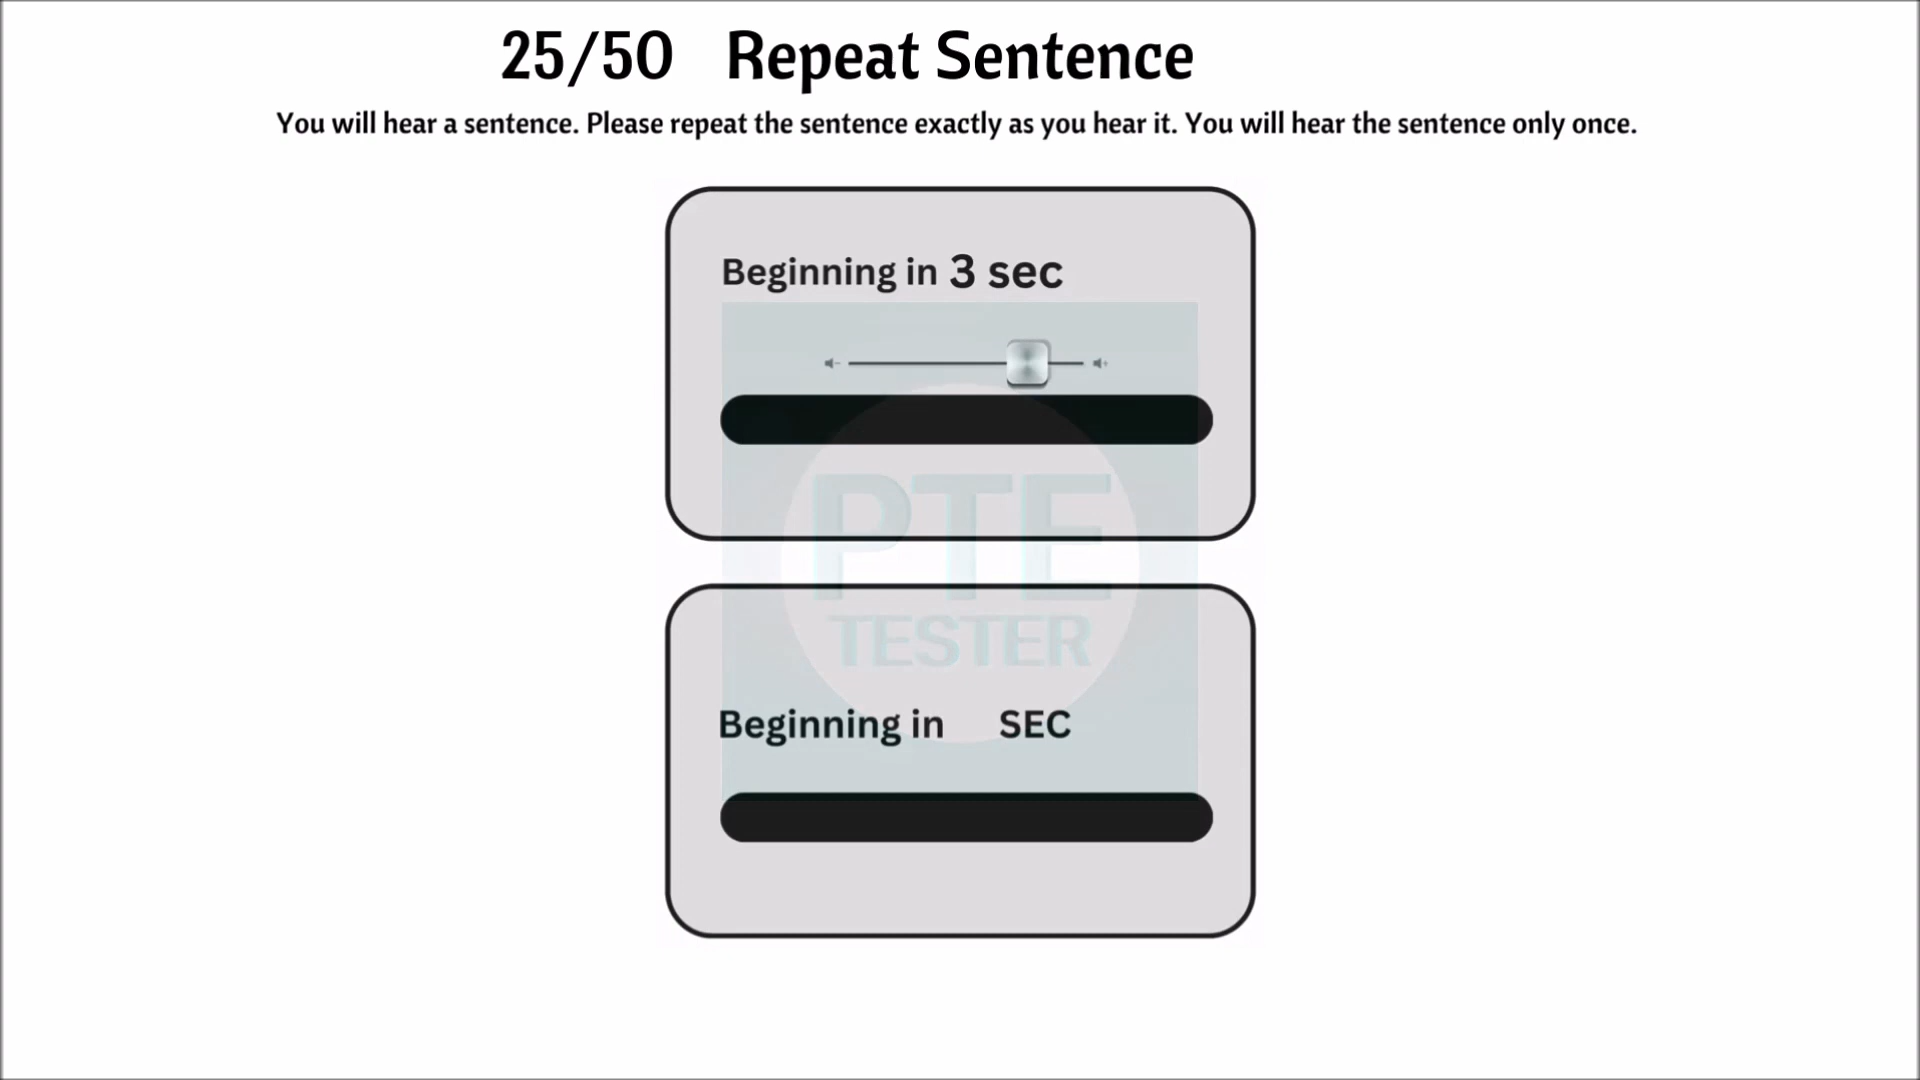 25/50 Repeat Sentence
You will hear a sentence. Please repeat the sentence exactly as you hear it. You will hear the sentence only once.
Beginning in 3 sec
PTE
TESTER
Beginning in SEC